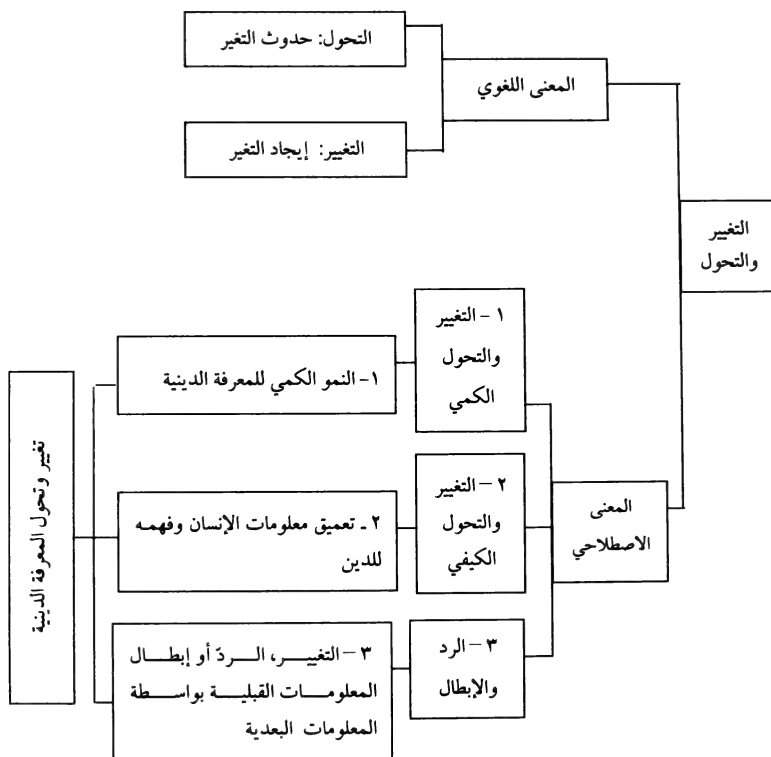 التغيير
والتحول
المعنى اللغوي
التحول: حدوث التغير
التغيير: إيجاد التغير
المعنى
الاصطلاحي
١ - التغيير
والتحول
الكمي
١- النمو الكمي للمعرفة الدينية
٢ - التغيير
والتحول
الكيفي
٢ ـ تعميق معلومات الإنسان وفهمه
للدين
٣ - الرد
والإبطال
٣ - التغيير، الردّ أو إبطال
المعلومات القبلية بواسطة
المعلومات البعدية
تغيير وتحول المعرفة الدينية